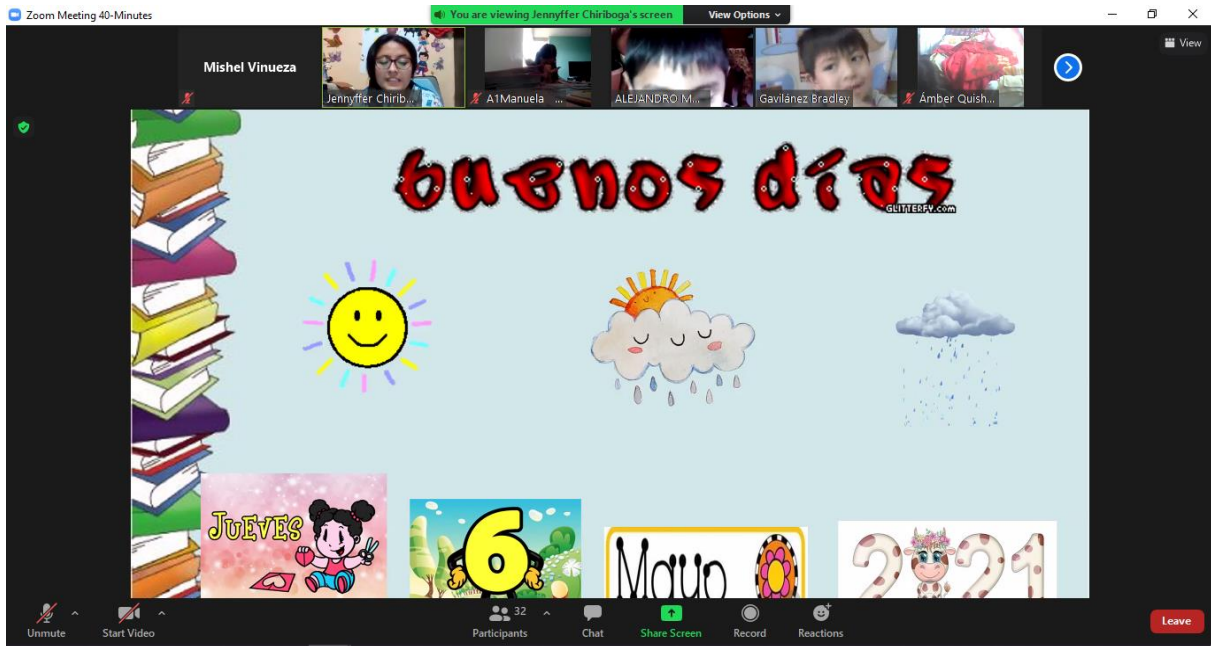 Zoom Meeting 40-Minutes
You are viewing Jennyffer Chiriboga's screen
View Options
View
Mishel Vinueza
Jennyffer Chirib...
A1Manuela ...
ALEJANDRO M...
Gavilánez Bradley
Ámber Quish...
buenos días
GLITTERFY.COM
JUEVES
6
Mayo
2021
Unmute
Start Video
32
Participants
Chat
Share Screen
Record
Reactions
Leave